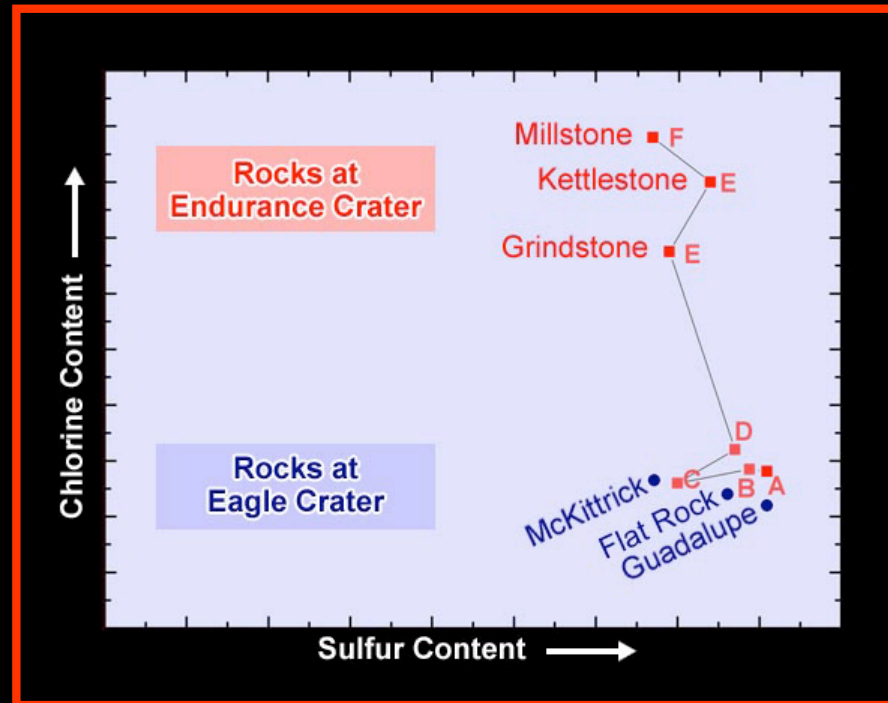 Millstone F
Rocks at
Endurance Crater
Kettlestone E
Grindstone E
Chlorine Content
D
Rocks at
Eagle Crater
C
B
A
McKittrick
Flat Rock
Guadalupe
Sulfur Content